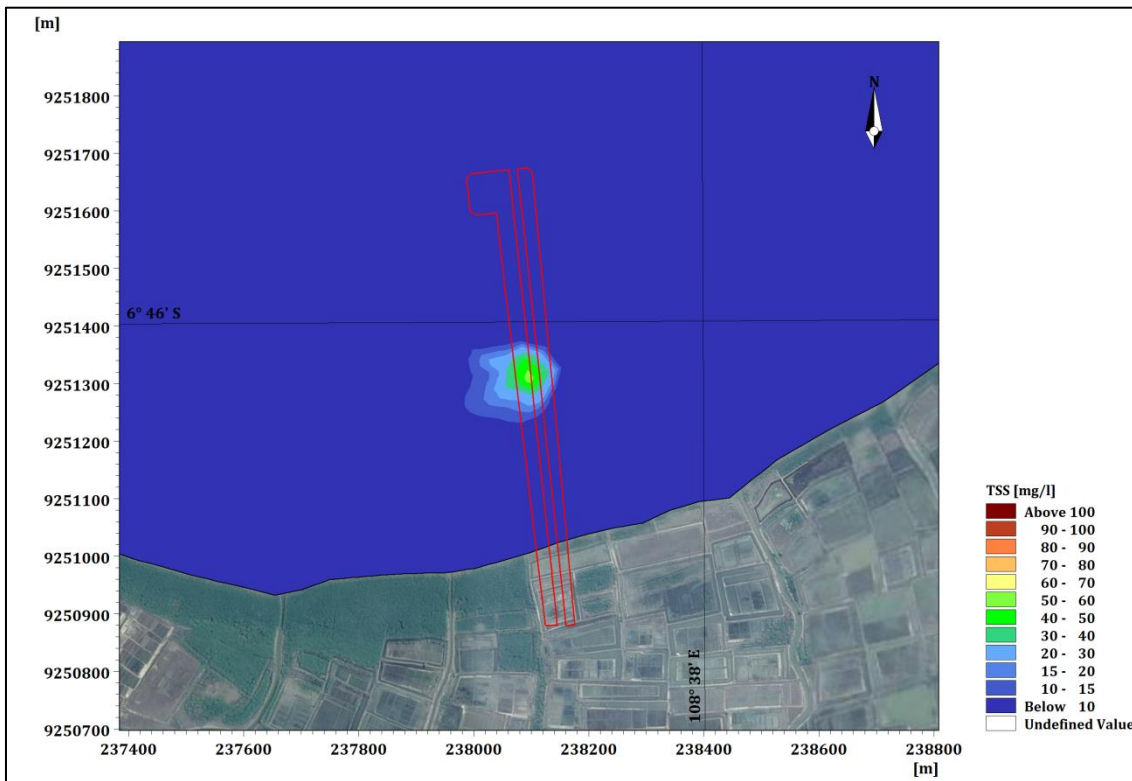 [m]
N
9251800
9251700
9251600
9251500
9251400
9251300
9251200
9251100
9251000
9250900
9250800
9250700
6° 46' S
108° 38' E
237400 237600 237800 238000 238200 238400 238600 238800
[m]
TSS [mg/l]
Above 100
90 - 100
80 - 90
70 - 80
60 - 70
50 - 60
40 - 50
30 - 40
20 - 30
15 - 20
10 - 15
Below 10
Undefined Value